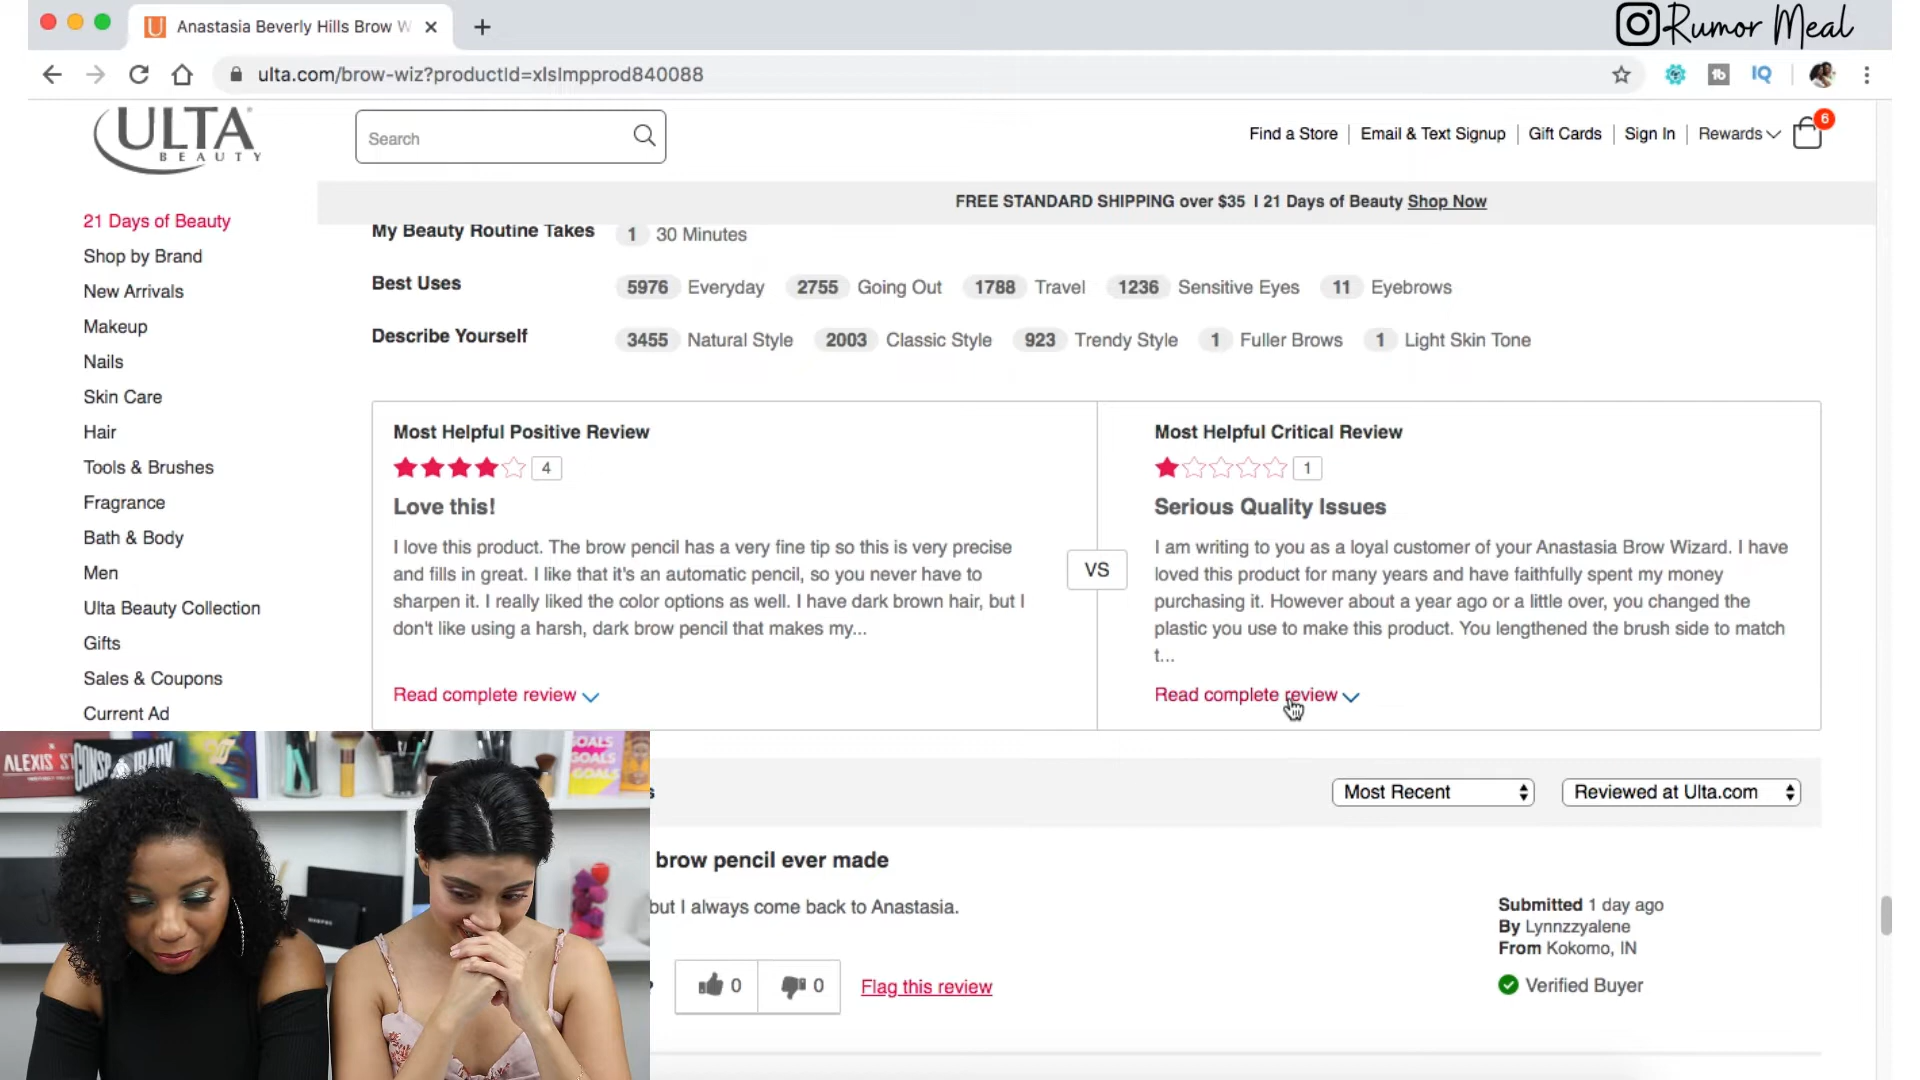 Anastasia Beverly Hills Brow W
Rumor Meal
ulta.com/brow-wiz?productId=xlsImpprod840088
IQ
ULTA
BEAUTY
Search
Find a Store
Email & Text Signup
Gift Cards
Sign In
Rewards
6
FREE STANDARD SHIPPING over $35 I 21 Days of Beauty Shop Now
21 Days of Beauty
Shop by Brand
New Arrivals
Makeup
Nails
Skin Care
Hair
Tools & Brushes
Fragrance
Bath & Body
Men
Ulta Beauty Collection
Gifts
Sales & Coupons
Current Ad
My Beauty Routine Takes 1 30 Minutes
Best Uses 5976 Everyday 2755 Going Out 1788 Travel 1236 Sensitive Eyes 11 Eyebrows
Describe Yourself 3455 Natural Style 2003 Classic Style 923 Trendy Style 1 Fuller Brows 1 Light Skin Tone
Most Helpful Positive Review
4
Love this!
I love this product. The brow pencil has a very fine tip so this is very precise
and fills in great. I like that it's an automatic pencil, so you never have to
sharpen it. I really liked the color options as well. I have dark brown hair, but I
don't like using a harsh, dark brow pencil that makes my...
Read complete review
VS
Most Helpful Critical Review
1
Serious Quality Issues
I am writing to you as a loyal customer of your Anastasia Brow Wizard. I have
loved this product for many years and have faithfully spent my money
purchasing it. However about a year ago or a little over, you changed the
plastic you use to make this product. You lengthened the brush side to match
t...
Read complete review
Most Recent
Reviewed at Ulta.com
brow pencil ever made
but I always come back to Anastasia.
0
0
Flag this review
Submitted 1 day ago
By Lynnzzyalene
From Kokomo, IN
Verified Buyer
ALEXIS
GOALS
GOALS
GOALS